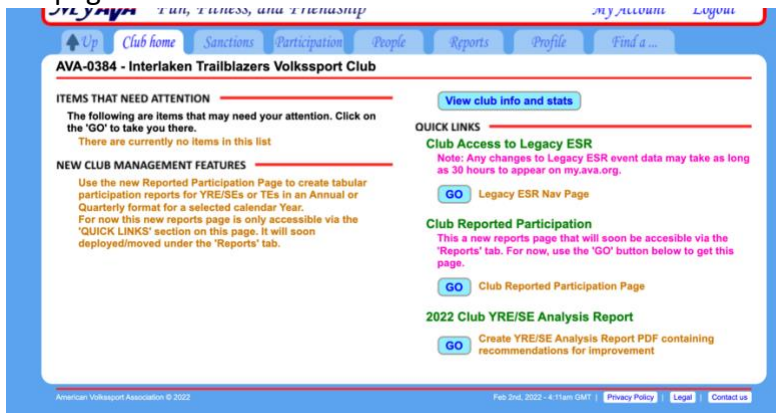 MyAVA Fun, Fitness, and Friendship My Account Logout
Up Club home Sanctions Participation People Reports Profile Find a ...
AVA-0384 - Interlaken Trailblazers Volkssport Club
ITEMS THAT NEED ATTENTION
The following are items that may need your attention. Click on
the 'GO' to take you there.
There are currently no items in this list
NEW CLUB MANAGEMENT FEATURES
Use the new Reported Participation Page to create tabular
participation reports for YRE/SEs or TEs in an Annual or
Quarterly format for a selected calendar Year.
For now this new reports page is only accessible via the
'QUICK LINKS' section on this page. It will soon
deployed/moved under the 'Reports' tab.
View club info and stats
QUICK LINKS
Club Access to Legacy ESR
Note: Any changes to Legacy ESR event data may take as long
as 30 hours to appear on my.ava.org.
GO Legacy ESR Nav Page
Club Reported Participation
This a new reports page that will soon be accesible via the
'Reports' tab. For now, use the 'GO' button below to get this
page.
GO Club Reported Participation Page
2022 Club YRE/SE Analysis Report
GO Create YRE/SE Analysis Report PDF containing
recommendations for improvement
American Volkssport Association © 2022 Feb 2nd, 2022 - 4:11am GMT | Privacy Policy | Legal | Contact us